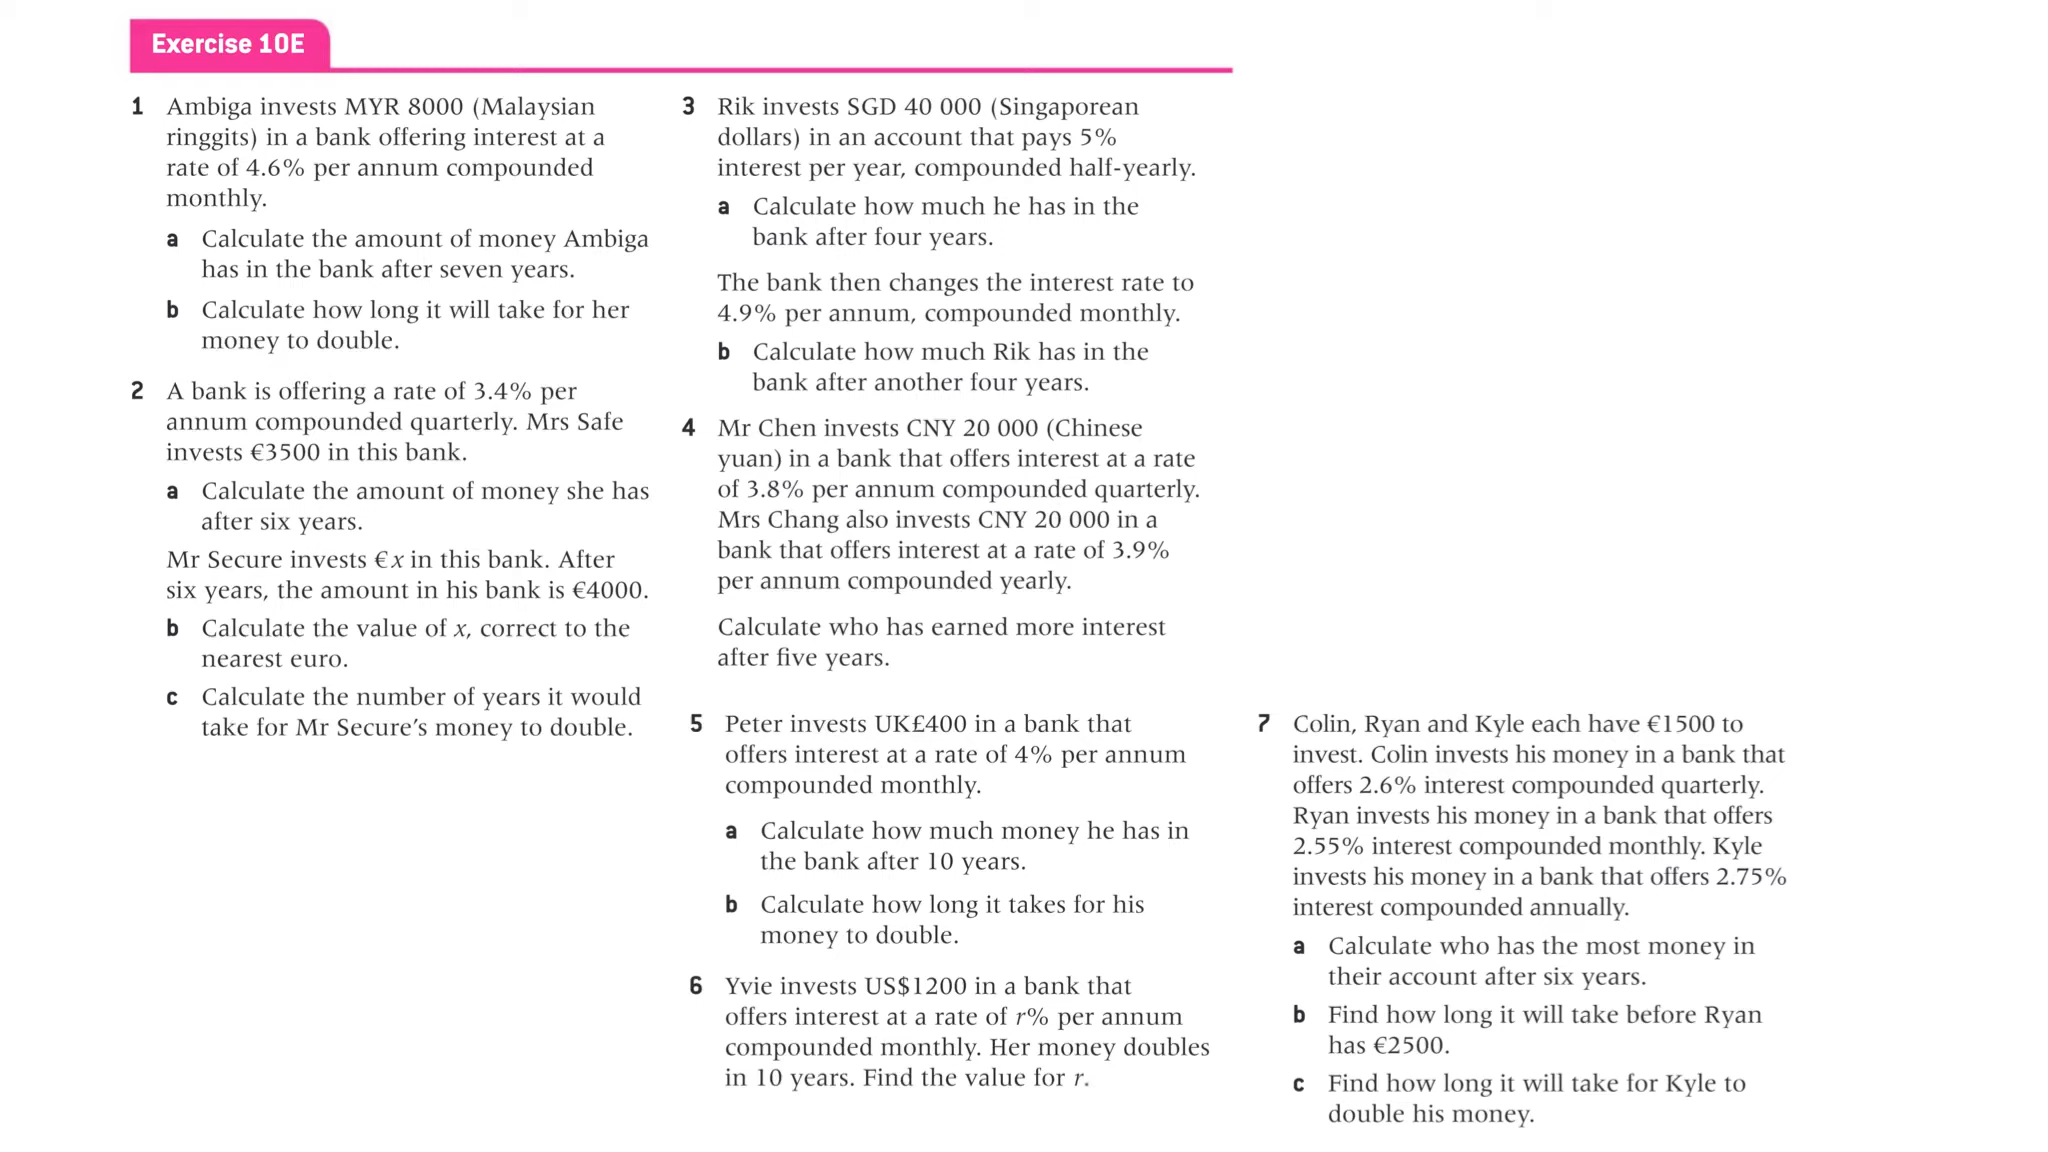 Exercise 10E
1 Ambiga invests MYR 8000 (Malaysian
ringgits) in a bank offering interest at a
rate of 4.6% per annum compounded
monthly.
a Calculate the amount of money Ambiga
has in the bank after seven years.
b Calculate how long it will take for her
money to double.
2 A bank is offering a rate of 3.4% per
annum compounded quarterly. Mrs Safe
invests €3500 in this bank.
a Calculate the amount of money she has
after six years.
Mr Secure invests €x in this bank. After
six years, the amount in his bank is €4000.
b Calculate the value of x, correct to the
nearest euro.
c Calculate the number of years it would
take for Mr Secure’s money to double.
3 Rik invests SGD 40 000 (Singaporean
dollars) in an account that pays 5%
interest per year, compounded half-yearly.
a Calculate how much he has in the
bank after four years.
The bank then changes the interest rate to
4.9% per annum, compounded monthly.
b Calculate how much Rik has in the
bank after another four years.
4 Mr Chen invests CNY 20 000 (Chinese
yuan) in a bank that offers interest at a rate
of 3.8% per annum compounded quarterly.
Mrs Chang also invests CNY 20 000 in a
bank that offers interest at a rate of 3.9%
per annum compounded yearly.
Calculate who has earned more interest
after five years.
5 Peter invests UK£400 in a bank that
offers interest at a rate of 4% per annum
compounded monthly.
a Calculate how much money he has in
the bank after 10 years.
b Calculate how long it takes for his
money to double.
6 Yvie invests US$1200 in a bank that
offers interest at a rate of r% per annum
compounded monthly. Her money doubles
in 10 years. Find the value for r.
7 Colin, Ryan and Kyle each have €1500 to
invest. Colin invests his money in a bank that
offers 2.6% interest compounded quarterly.
Ryan invests his money in a bank that offers
2.55% interest compounded monthly. Kyle
invests his money in a bank that offers 2.75%
interest compounded annually.
a Calculate who has the most money in
their account after six years.
b Find how long it will take before Ryan
has €2500.
c Find how long it will take for Kyle to
double his money.